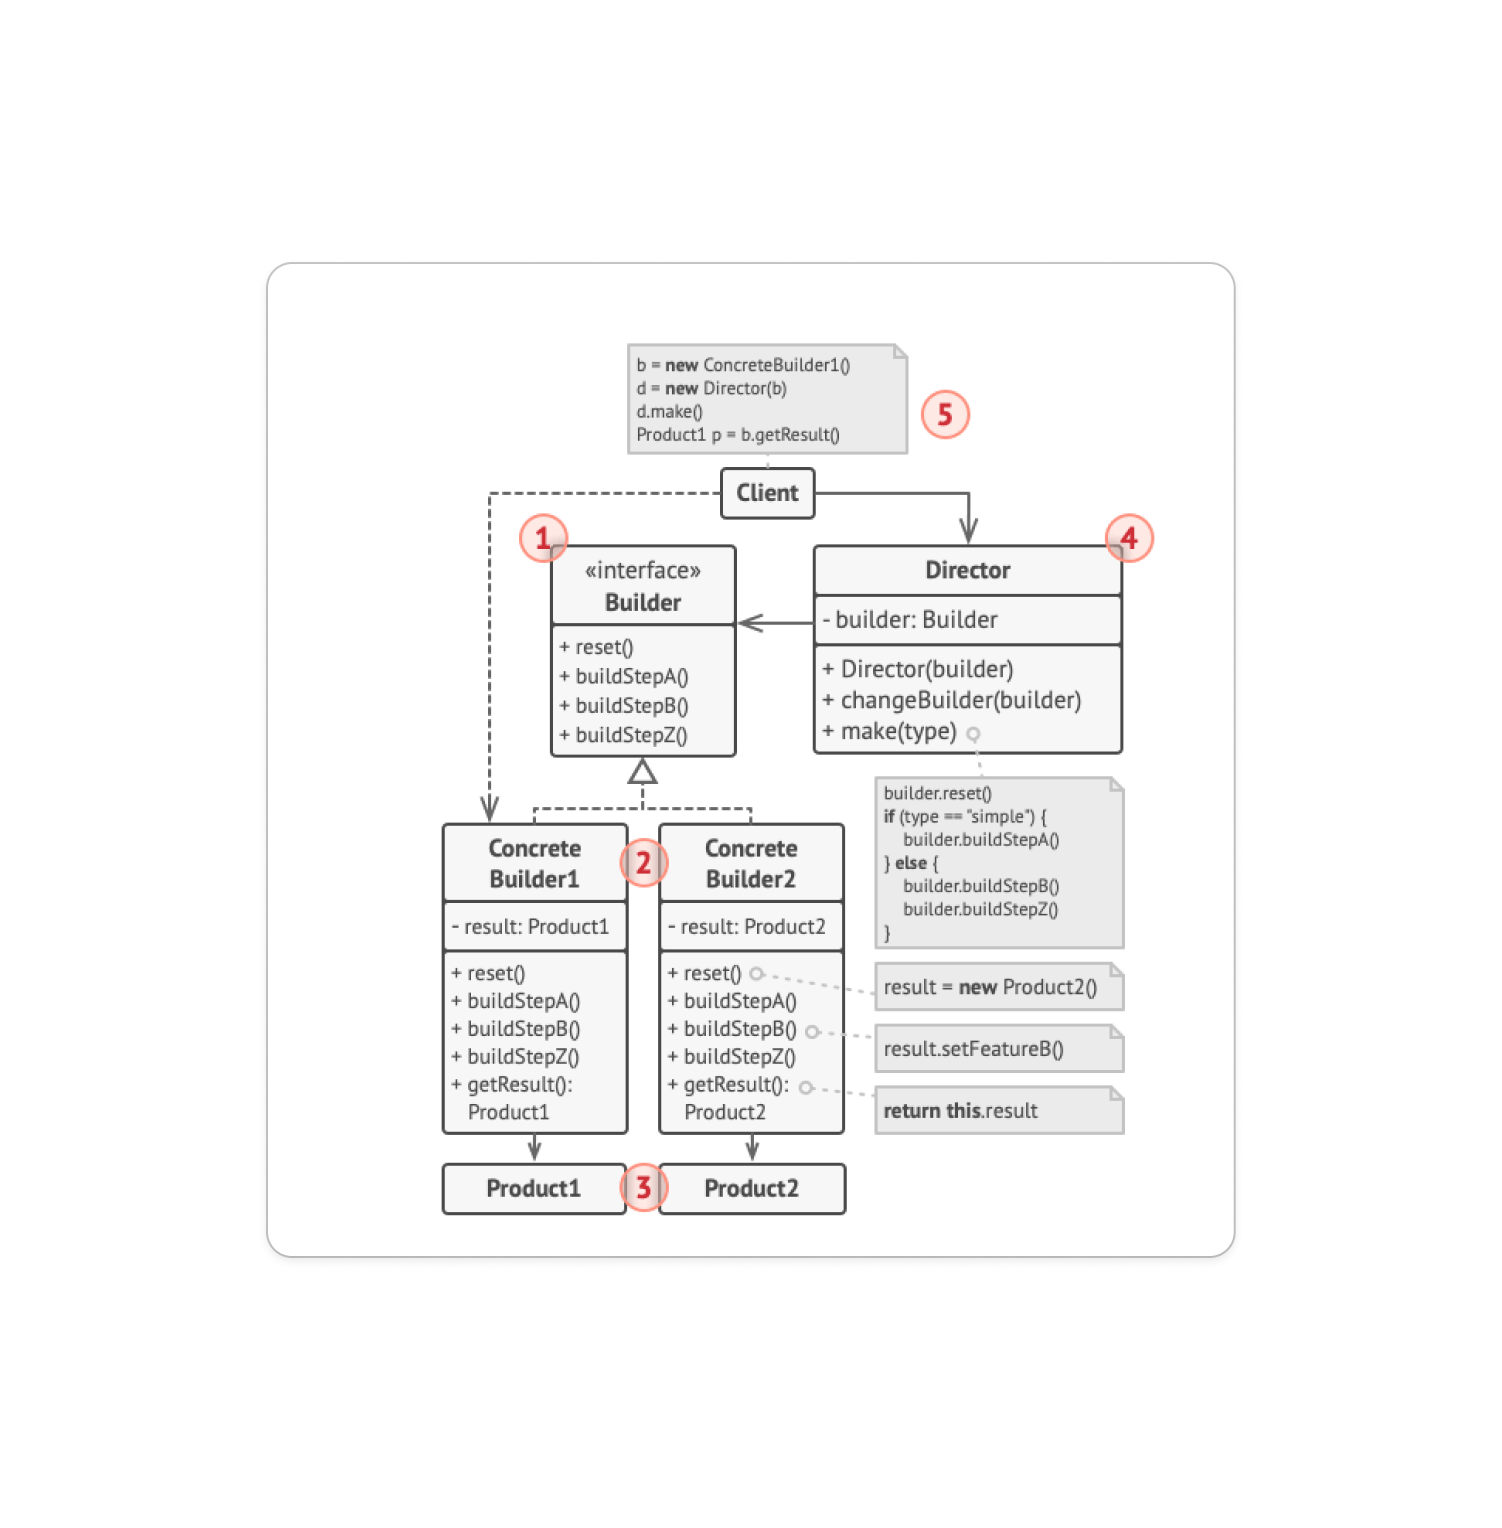 b = new ConcreteBuilder1()
d = new Director(b)
d.make()
Product1 p = b.getResult()
5
Client
1
«interface»
Builder
+ reset()
+ buildStepA()
+ buildStepB()
+ buildStepZ()
4
Director
- builder: Builder
+ Director(builder)
+ changeBuilder(builder)
+ make(type)
builder.reset()
if (type == "simple") {
builder.buildStepA()
} else {
builder.buildStepB()
builder.buildStepZ()
}
Concrete
Builder1
- result: Product1
+ reset()
+ buildStepA()
+ buildStepB()
+ buildStepZ()
+ getResult():
Product1
2
Concrete
Builder2
- result: Product2
+ reset()
+ buildStepA()
+ buildStepB()
+ buildStepZ()
+ getResult():
Product2
result = new Product2()
result.setFeatureB()
return this.result
Product1
3
Product2